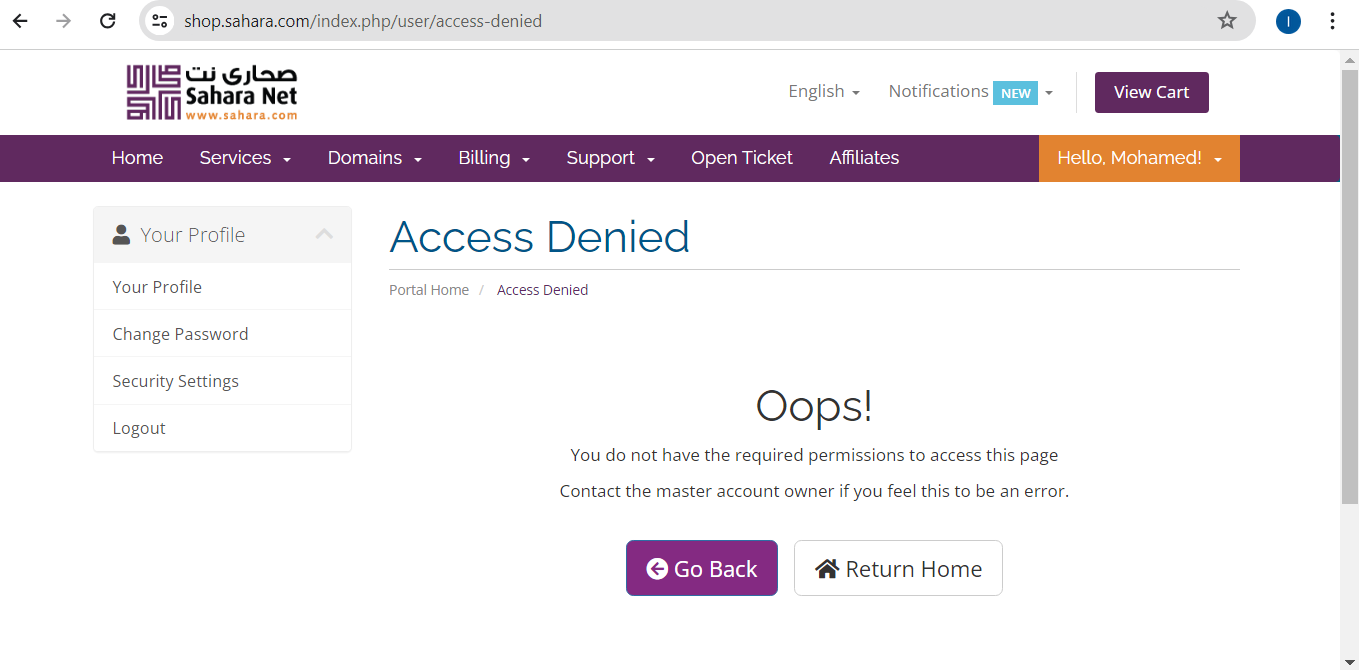 shop.sahara.com/index.php/user/access-denied
I
صحارى نت
Sahara Net
www.sahara.com
English
Notifications NEW
View Cart
Home Services Domains Billing Support Open Ticket Affiliates Hello, Mohamed!
Your Profile
Your Profile
Change Password
Security Settings
Logout
Access Denied
Portal Home / Access Denied
Oops!
You do not have the required permissions to access this page
Contact the master account owner if you feel this to be an error.
Go Back
Return Home